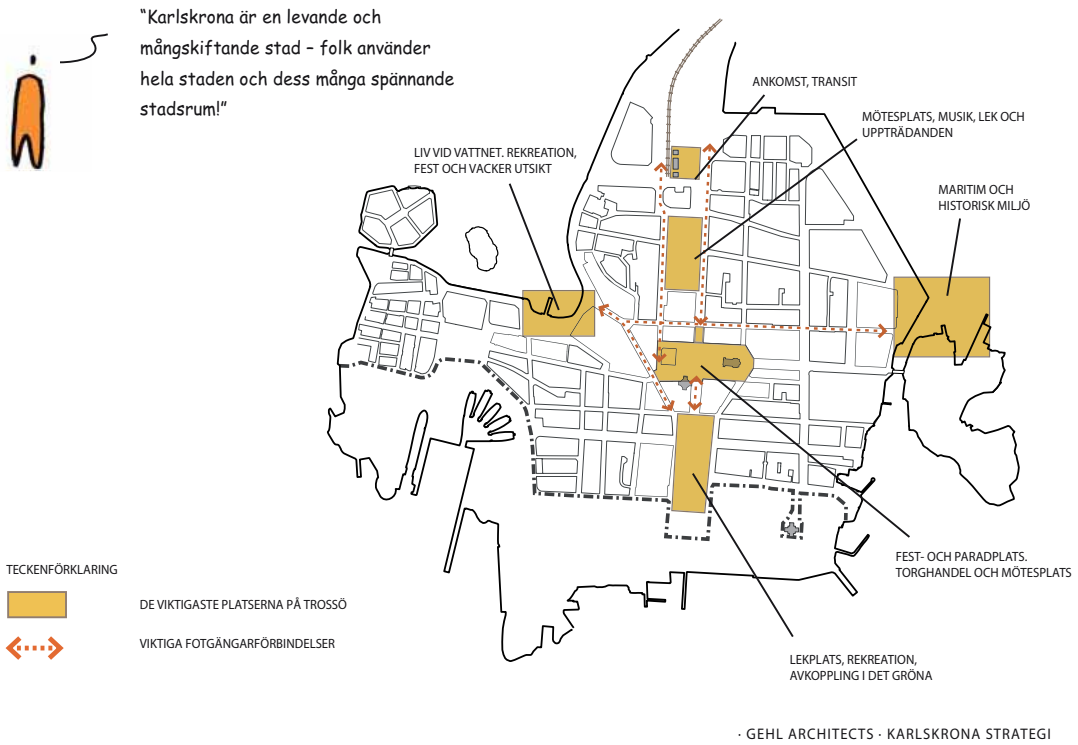 “Karlskrona är en levande och
mångskiftande stad – folk använder
hela staden och dess många spännande
stadsrum!”
ANKOMST, TRANSIT
MÖTESPLATS, MUSIK, LEK OCH
UPPTRÄDANDEN
LIV VID VATTNET. REKREATION,
FEST OCH VACKER UTSIKT
MARITIM OCH
HISTORISK MILJÖ
FEST- OCH PARADPLATS.
TORGHANDEL OCH MÖTESPLATS
TECKENFÖRKLARING
DE VIKTIGASTE PLATSERNA PÅ TROSSÖ
VIKTIGA FOTGÄNGARFÖRBINDELSER
LEKPLATS, REKREATION,
AVKOPPLING I DET GRÖNA
· GEHL ARCHITECTS · KARLSKRONA STRATEGI